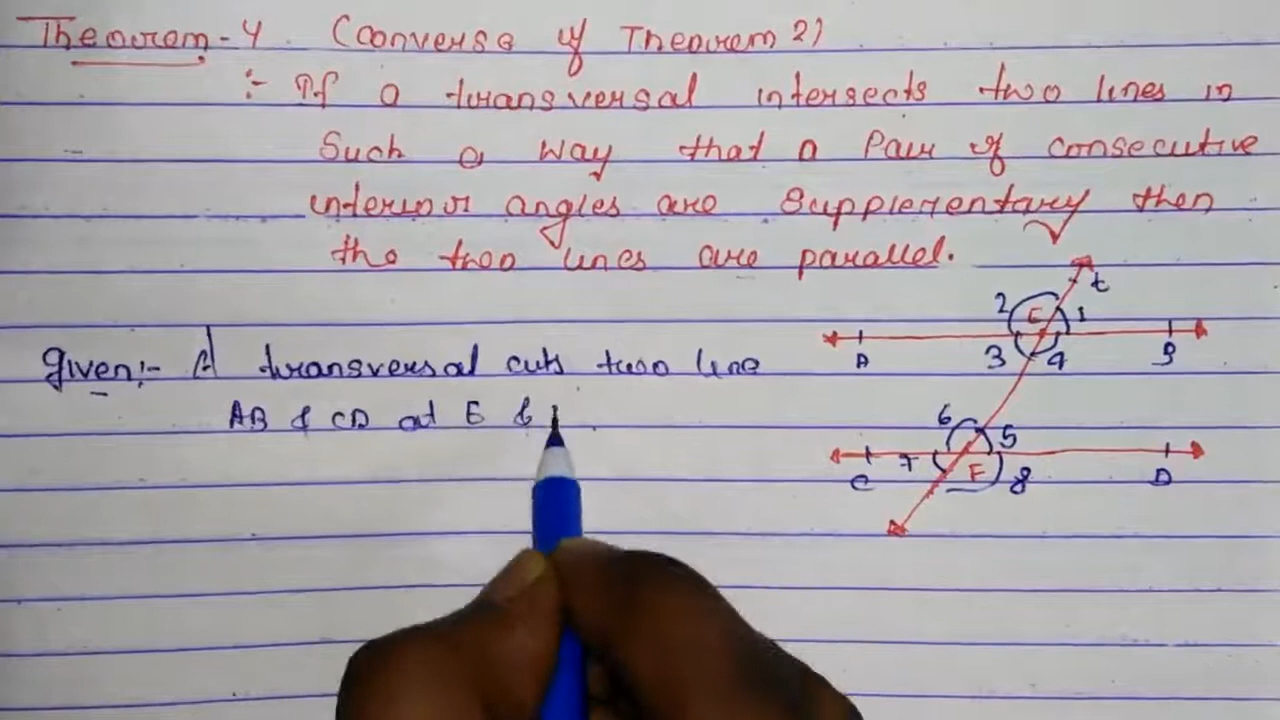 Theorem-4. (Converse of Theorem 2)
:- If a transversal intersects two lines in
Such a way that a Pair of consecutive
interior angles are Supplementary then
the two lines are parallel.
t
2 E 1
A 3 4 B
Given:- A transversal cuts two line
AB & CD at E &
6 5
C 7 F 8 D